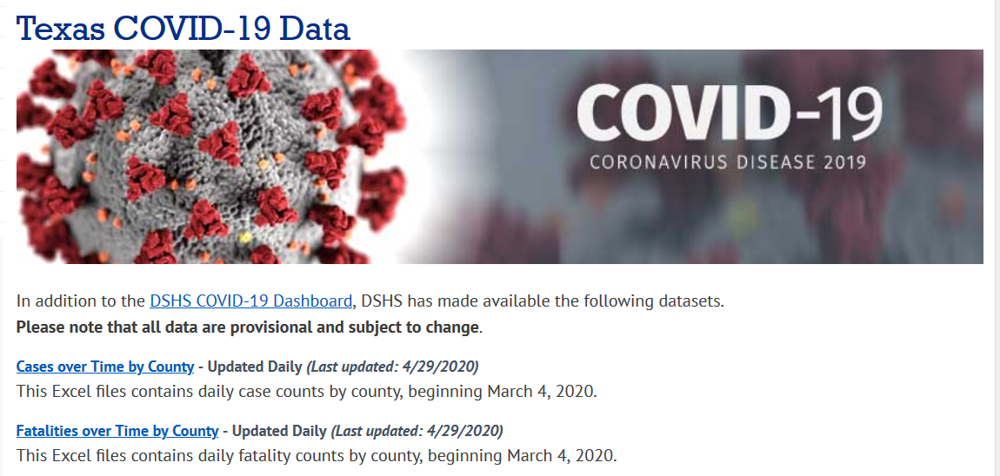 Texas COVID-19 Data
COVID-19
CORONAVIRUS DISEASE 2019
In addition to the DSHS COVID-19 Dashboard, DSHS has made available the following datasets.
Please note that all data are provisional and subject to change.
Cases over Time by County - Updated Daily (Last updated: 4/29/2020)
This Excel files contains daily case counts by county, beginning March 4, 2020.
Fatalities over Time by County - Updated Daily (Last updated: 4/29/2020)
This Excel files contains daily fatality counts by county, beginning March 4, 2020.